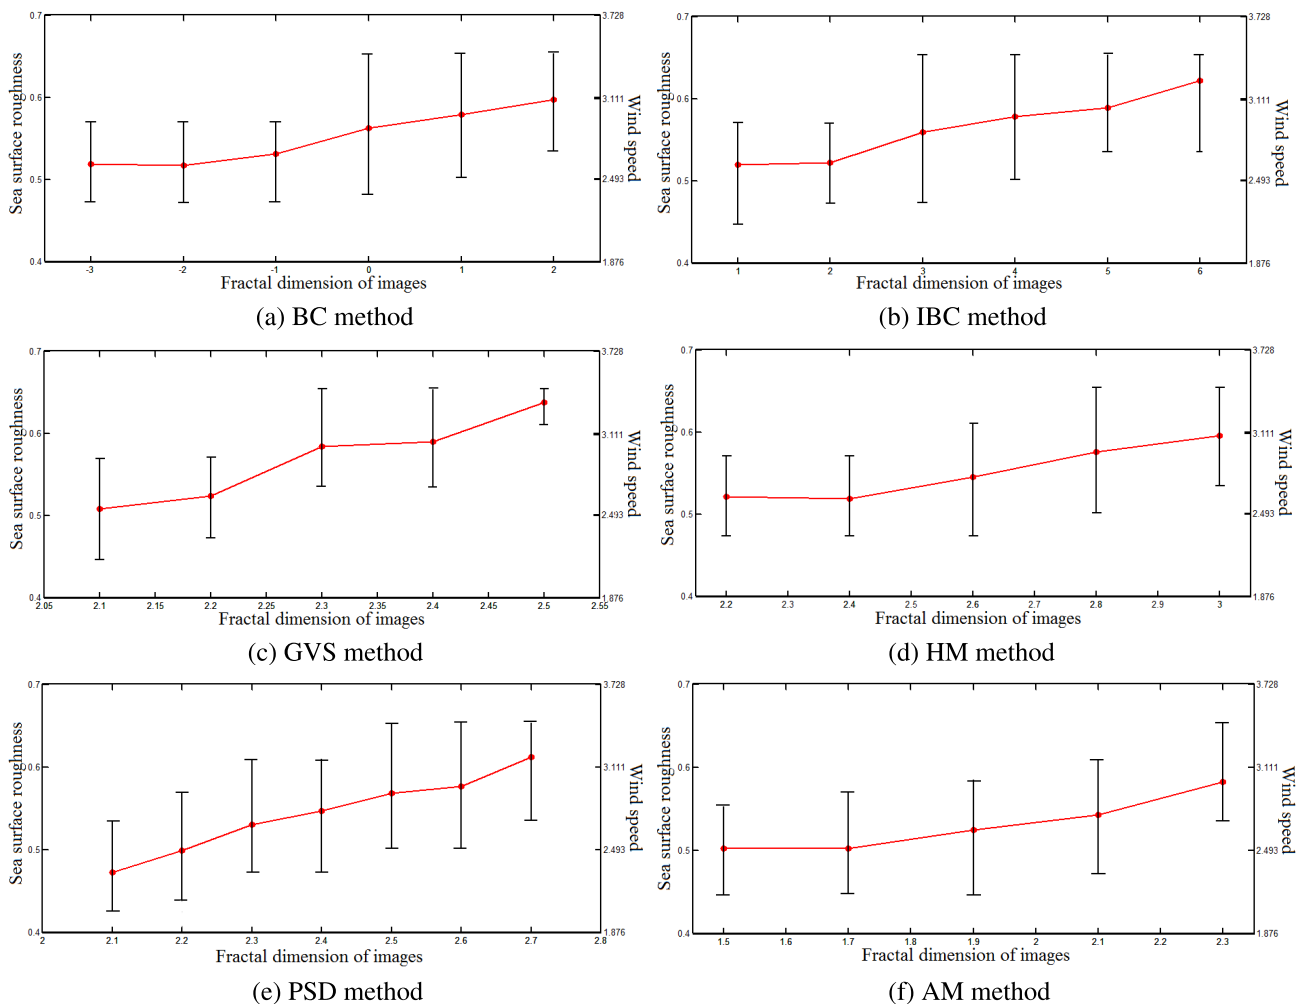 0.7
0.6
0.5
0.4
Sea surface roughness
-3 -2 -1 0 1 2
3.728
3.111
2.493
1.876
Wind speed
Fractal dimension of images
(a) BC method
0.7
0.6
0.5
0.4
Sea surface roughness
1 2 3 4 5 6
3.728
3.111
2.493
1.876
Wind speed
Fractal dimension of images
(b) IBC method
0.7
0.6
0.5
0.4
Sea surface roughness
2.05 2.1 2.15 2.2 2.25 2.3 2.35 2.4 2.45 2.5 2.55
3.728
3.111
2.493
1.876
Wind speed
Fractal dimension of images
(c) GVS method
0.7
0.6
0.5
0.4
Sea surface roughness
2.2 2.3 2.4 2.5 2.6 2.7 2.8 2.9 3
3.728
3.111
2.493
1.876
Wind speed
Fractal dimension of images
(d) HM method
0.7
0.6
0.5
0.4
Sea surface roughness
2 2.1 2.2 2.3 2.4 2.5 2.6 2.7 2.8
3.728
3.111
2.493
1.876
Wind speed
Fractal dimension of images
(e) PSD method
0.7
0.6
0.5
0.4
Sea surface roughness
1.5 1.6 1.7 1.8 1.9 2 2.1 2.2 2.3
3.728
3.111
2.493
1.876
Wind speed
Fractal dimension of images
(f) AM method